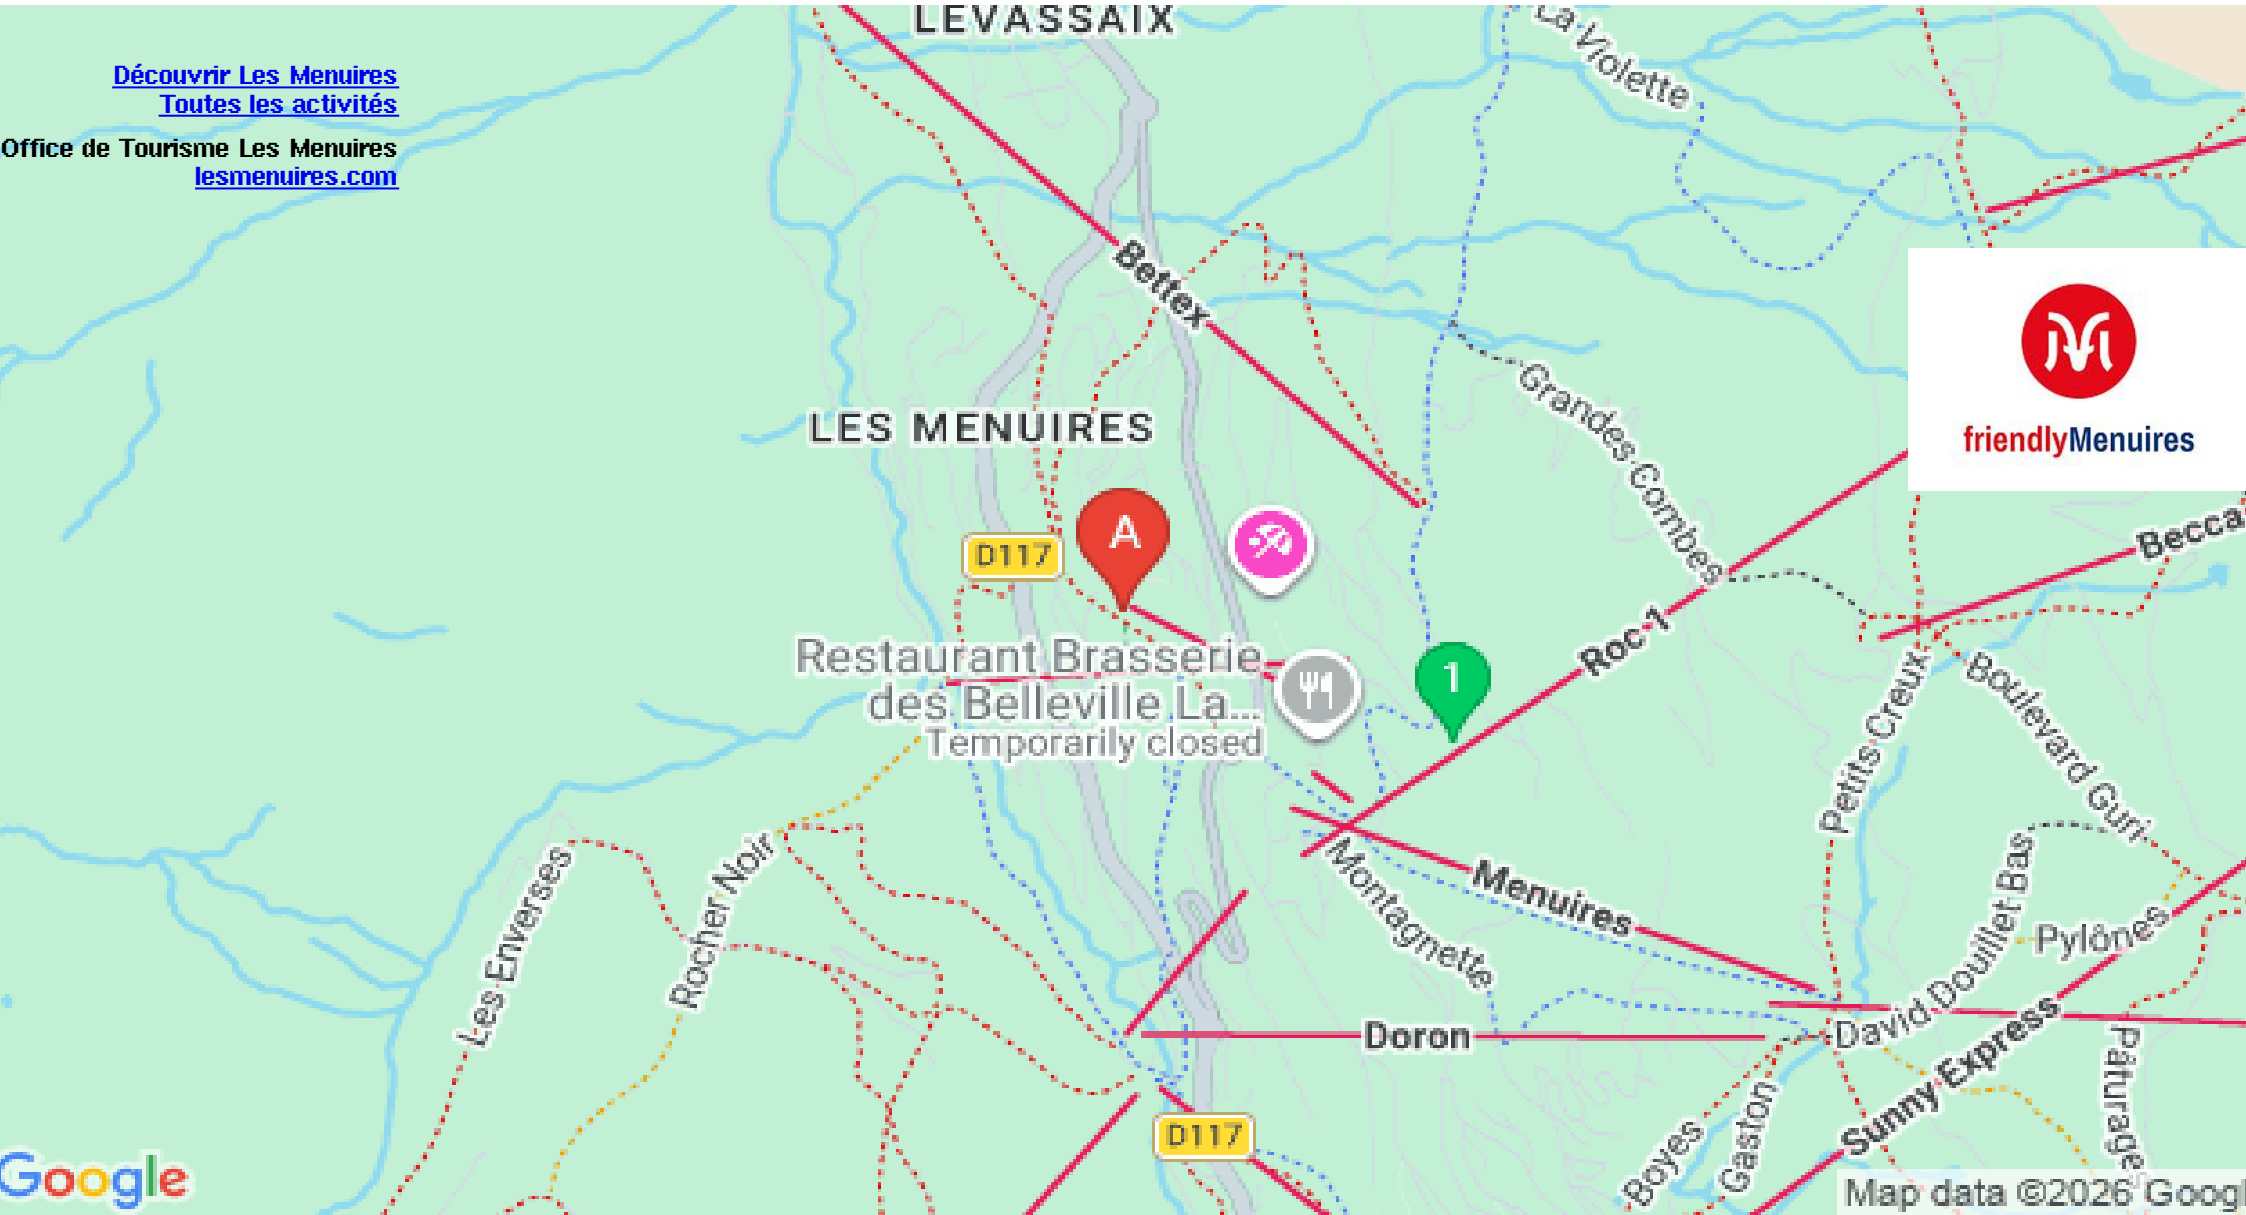 LEVASSAIX
La Violette
Découvrir Les Menuires
Toutes les activités
Office de Tourisme Les Menuires
lesmenuires.com
Bettex
friendlyMenuires
Grandes Combes
LES MENUIRES
Becca
A
D117
Roc 1
Restaurant Brasserie
des Belleville La...
Temporarily closed
1
Petits Creux
Boulevard Guri
Les Enverses
Rocher Noir
Montagnette
Menuires
David Douillet Bas
Pylônes
Doron
Sunny Express
Pâturage
D117
Boyes
Gaston
Google
Map data ©2026 Googl